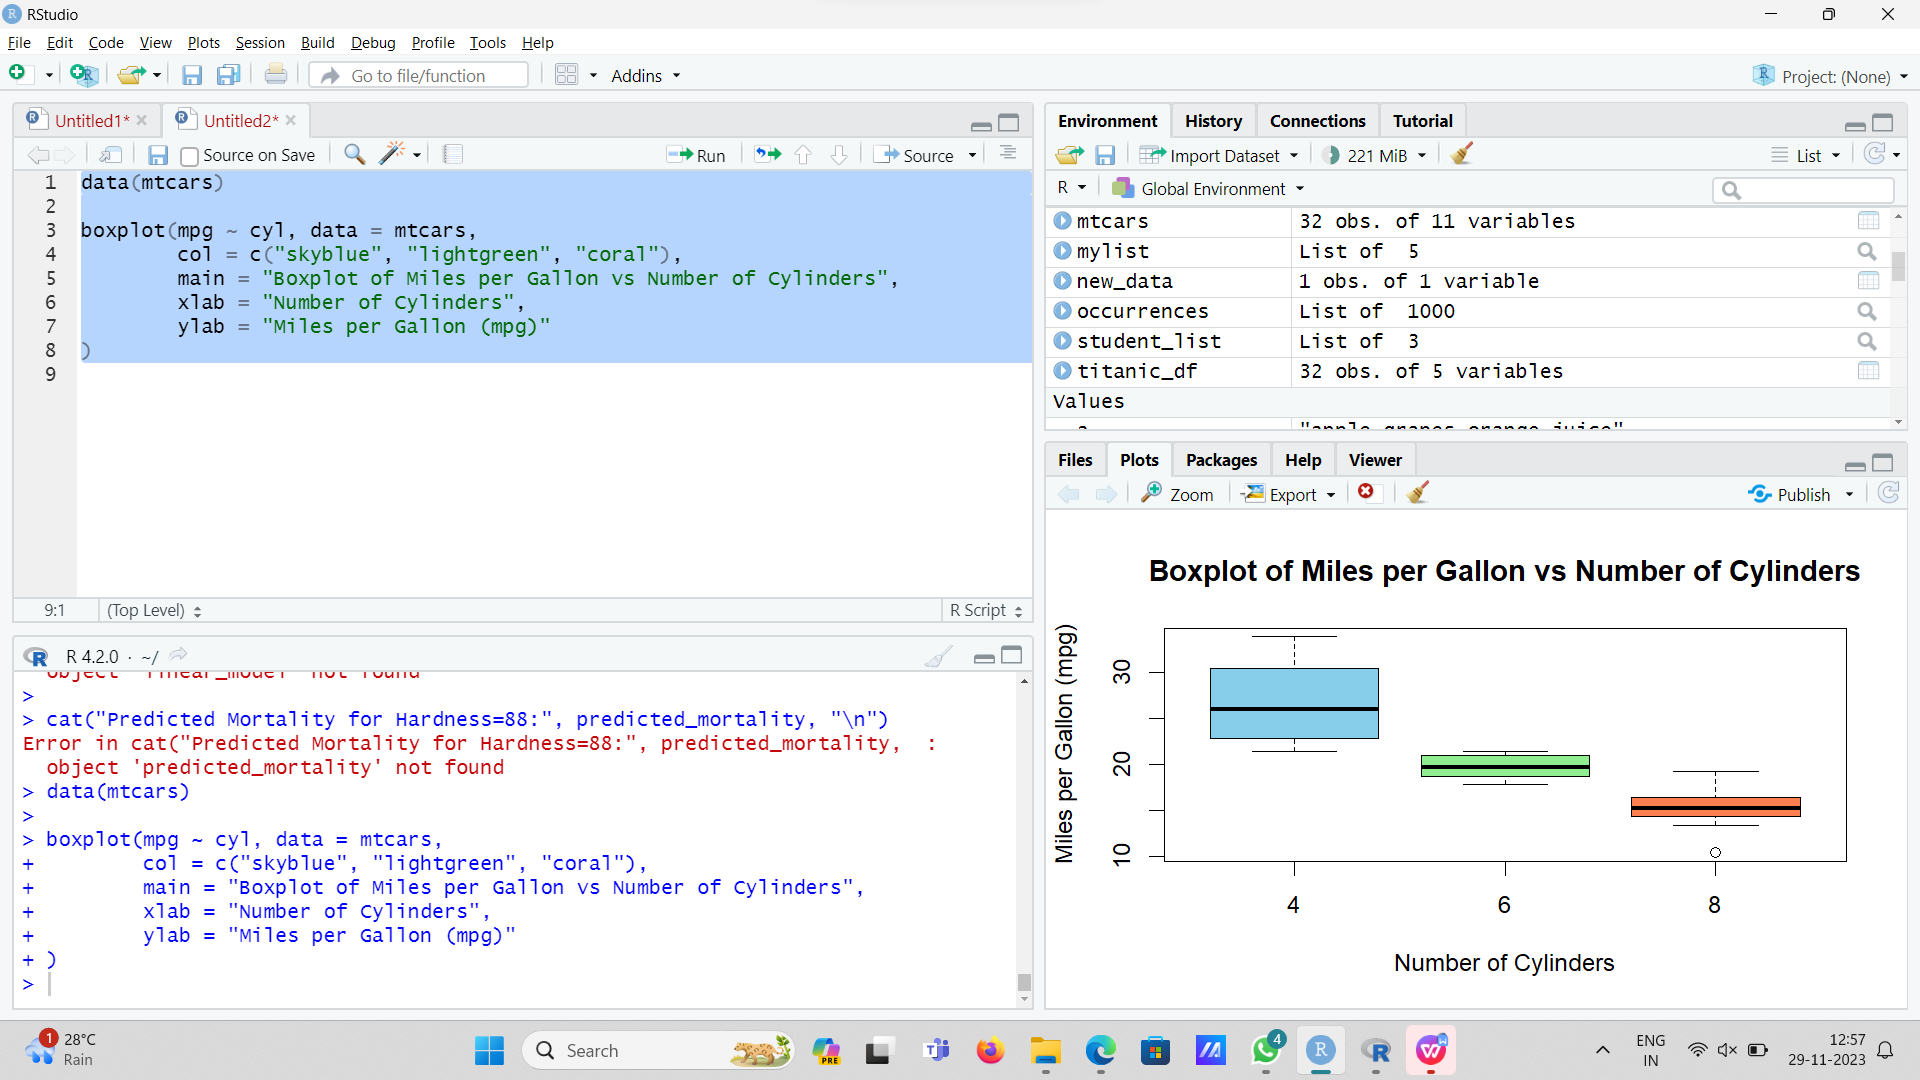 RStudio
File Edit Code View Plots Session Build Debug Profile Tools Help
Go to file/function Addins Project: (None)
Untitled1* Untitled2*
Source on Save Run Source
1 data(mtcars)
2
3 boxplot(mpg ~ cyl, data = mtcars,
4 col = c("skyblue", "lightgreen", "coral"),
5 main = "Boxplot of Miles per Gallon vs Number of Cylinders",
6 xlab = "Number of Cylinders",
7 ylab = "Miles per Gallon (mpg)"
8 )
9
9:1 (Top Level) R Script
R 4.2.0 · ~/
object 'linear_model' not found
>
> cat("Predicted Mortality for Hardness=88:", predicted_mortality, "\n")
Error in cat("Predicted Mortality for Hardness=88:", predicted_mortality, :
object 'predicted_mortality' not found
> data(mtcars)
>
> boxplot(mpg ~ cyl, data = mtcars,
+ col = c("skyblue", "lightgreen", "coral"),
+ main = "Boxplot of Miles per Gallon vs Number of Cylinders",
+ xlab = "Number of Cylinders",
+ ylab = "Miles per Gallon (mpg)"
+ )
>
Environment History Connections Tutorial
Import Dataset 221 MiB List
R Global Environment
mtcars 32 obs. of 11 variables
mylist List of 5
new_data 1 obs. of 1 variable
occurrences List of 1000
student_list List of 3
titanic_df 32 obs. of 5 variables
Values
a "apple grapes orange juice"
Files Plots Packages Help Viewer
Zoom Export Publish
Boxplot of Miles per Gallon vs Number of Cylinders
Miles per Gallon (mpg)
30
20
10
4 6 8
Number of Cylinders
1 28°C
Rain
Search
PRE
4
ENG
IN
12:57
29-11-2023